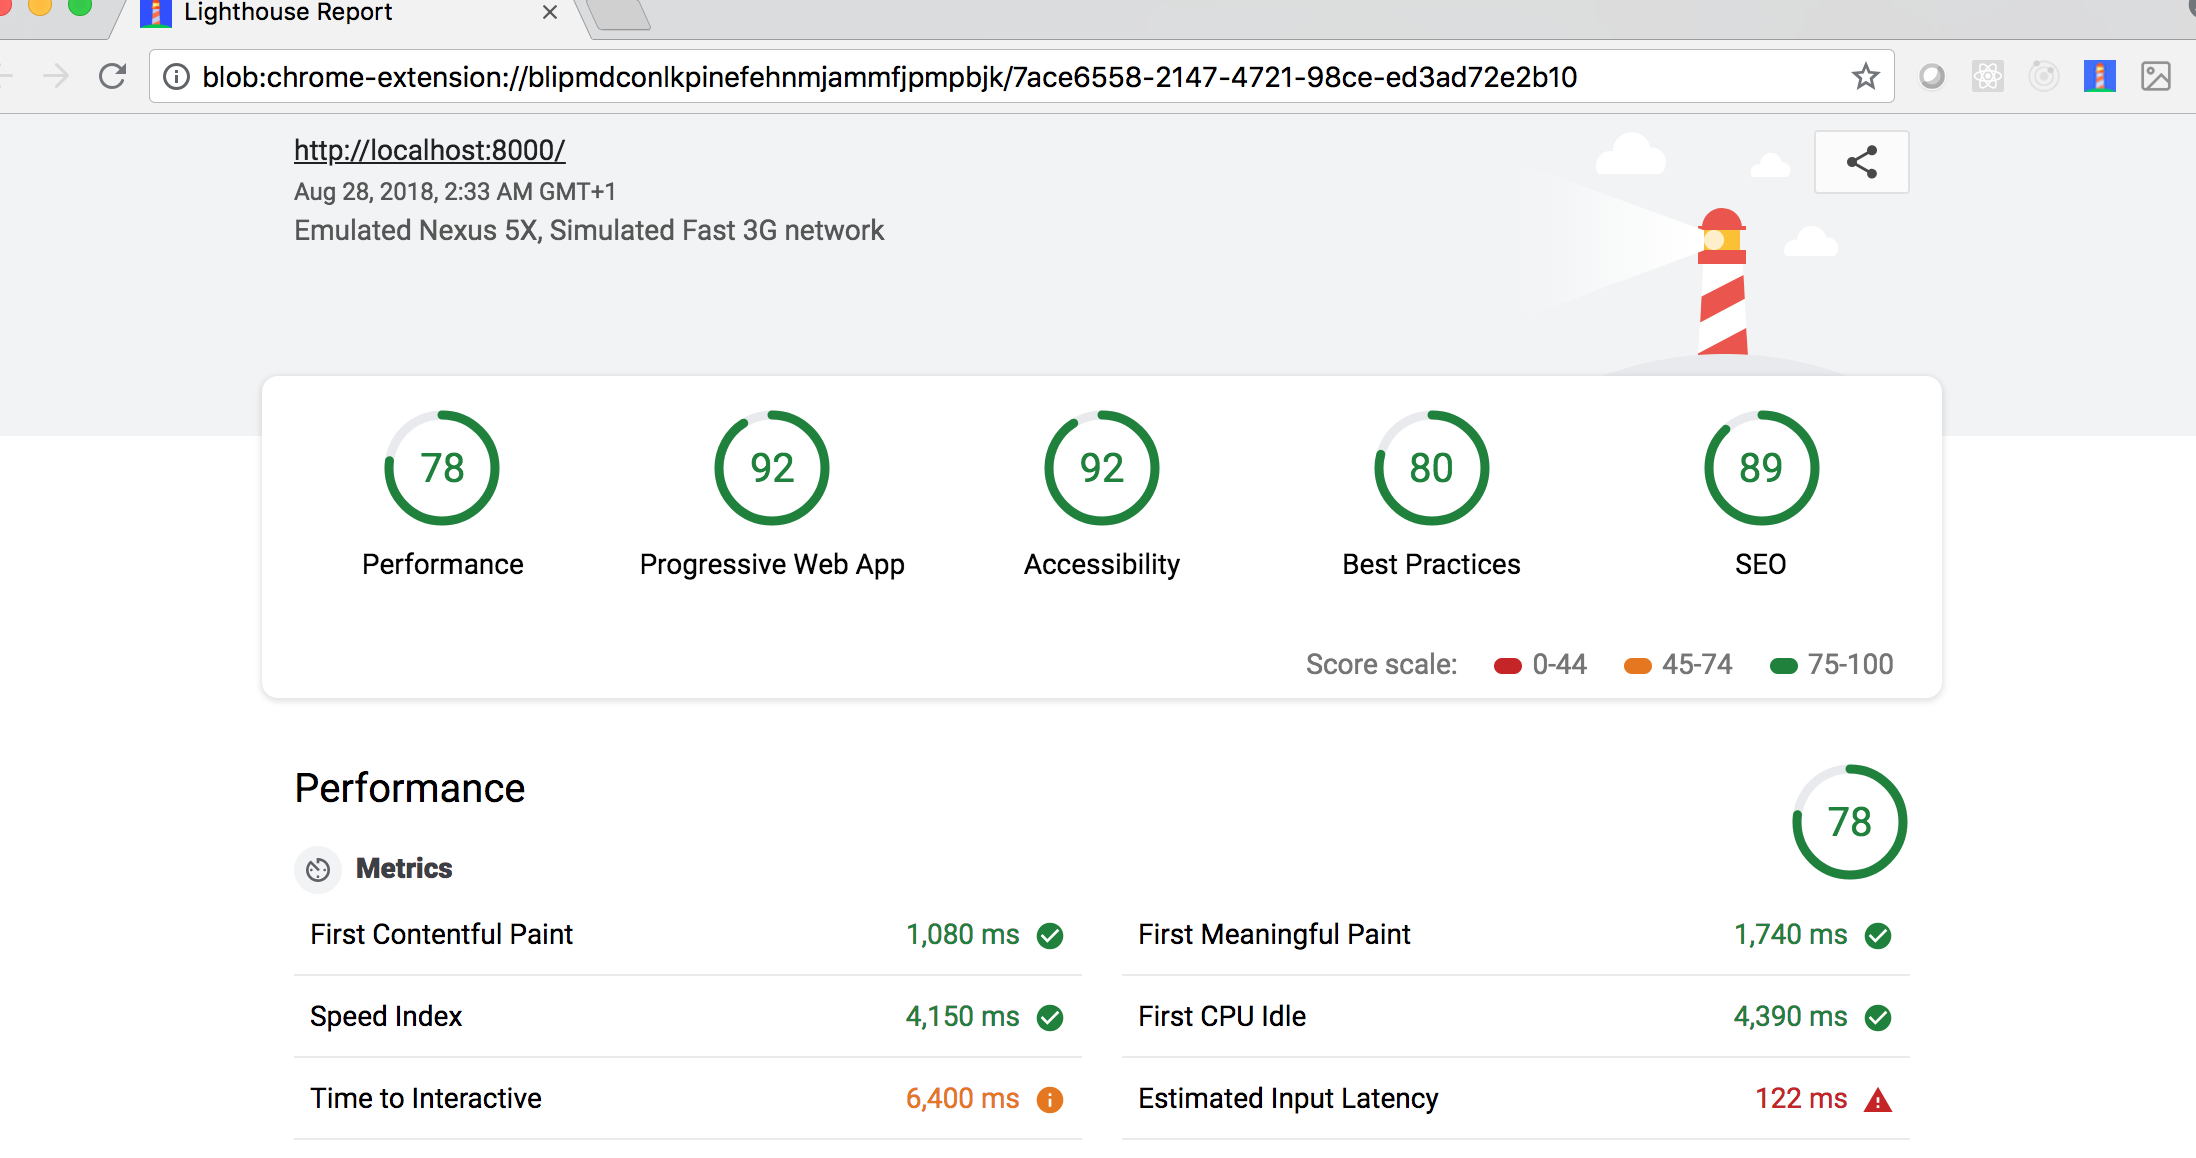 Lighthouse Report
blob:chrome-extension://blipmdconlkpinefehnmjammfjpmpbjk/7ace6558-2147-4721-98ce-ed3ad72e2b10
http://localhost:8000/
Aug 28, 2018, 2:33 AM GMT+1
Emulated Nexus 5X, Simulated Fast 3G network
78 92 92 80 89
Performance Progressive Web App Accessibility Best Practices SEO
Score scale: 0-44 45-74 75-100
Performance 78
Metrics
First Contentful Paint 1,080 ms First Meaningful Paint 1,740 ms
Speed Index 4,150 ms First CPU Idle 4,390 ms
Time to Interactive 6,400 ms Estimated Input Latency 122 ms